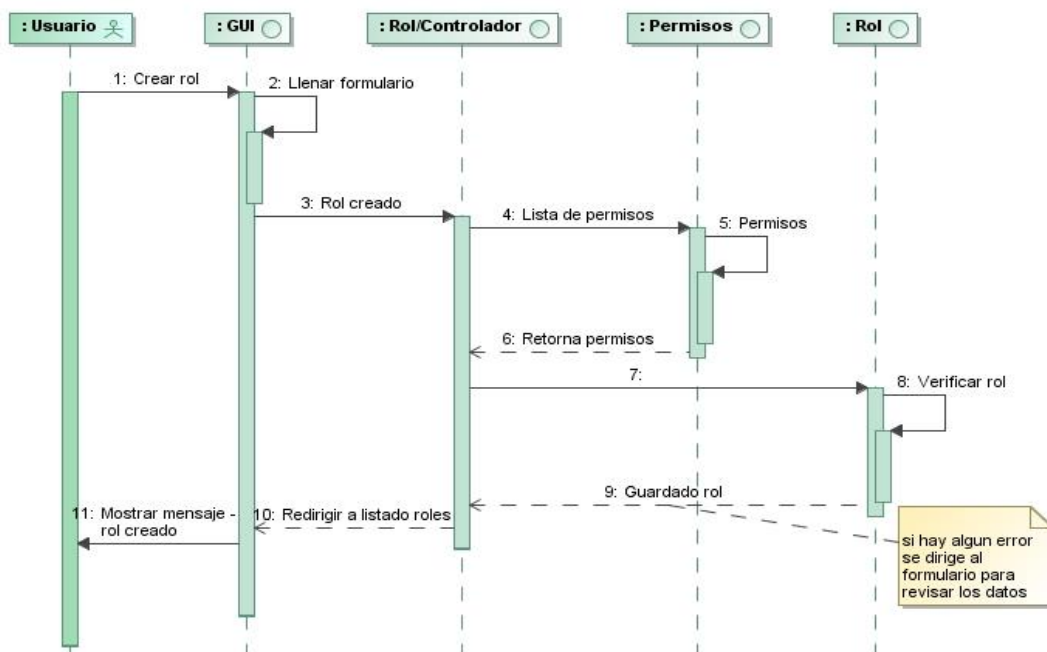 : Usuario
: GUI
: Rol/Controlador
: Permisos
: Rol
1: Crear rol
2: Llenar formulario
3: Rol creado
4: Lista de permisos
5: Permisos
6: Retorna permisos
7:
8: Verificar rol
9: Guardado rol
10: Redirigir a listado roles
11: Mostrar mensaje -
rol creado
si hay algun error
se dirige al
formulario para
revisar los datos